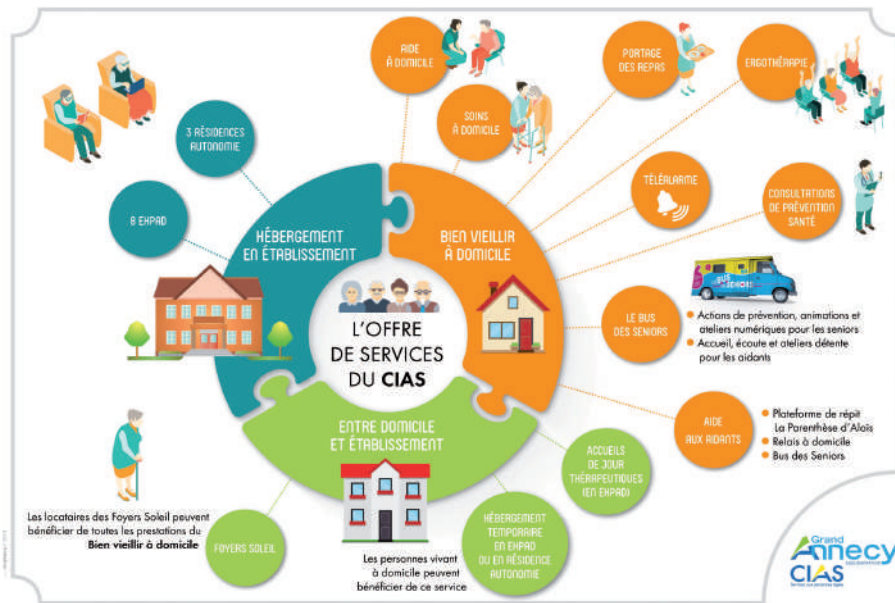 AIDE
À DOMICILE
PORTAGE
DES REPAS
ERGOTHÉRAPIE
3 RÉSIDENCES
AUTONOMIE
SOINS
À DOMICILE
TÉLÉALARME
CONSULTATIONS
DE PRÉVENTION
SANTÉ
8 EHPAD
HÉBERGEMENT
EN ÉTABLISSEMENT
BIEN VIEILLIR
À DOMICILE
L'OFFRE
DE SERVICES
DU CIAS
LE BUS
DES SENIORS
BUS
SENIORS
Actions de prévention, animations et
ateliers numériques pour les seniors
Accueil, écoute et ateliers détente
pour les aidants
AIDE
AUX AIDANTS
Plateforme de répit
La Parenthèse d'Aloïs
Relais à domicile
Bus des Seniors
ENTRE DOMICILE
ET ÉTABLISSEMENT
ACCUEILS
DE JOUR
THÉRAPEUTIQUES
(EN EHPAD)
Les locataires des Foyers Soleil peuvent
bénéficier de toutes les prestations du
Bien vieillir à domicile
FOYERS SOLEIL
Les personnes vivant
à domicile peuvent
bénéficier de ce service
HÉBERGEMENT
TEMPORAIRE
EN EHPAD
OU EN RÉSIDENCE
AUTONOMIE
Grand
Annecy
CIAS